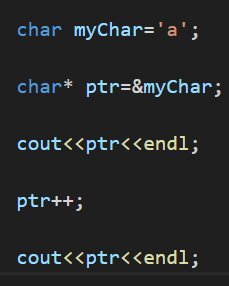 char myChar='a';
char* ptr=&myChar;
cout<<ptr<<endl;
ptr++;
cout<<ptr<<endl;